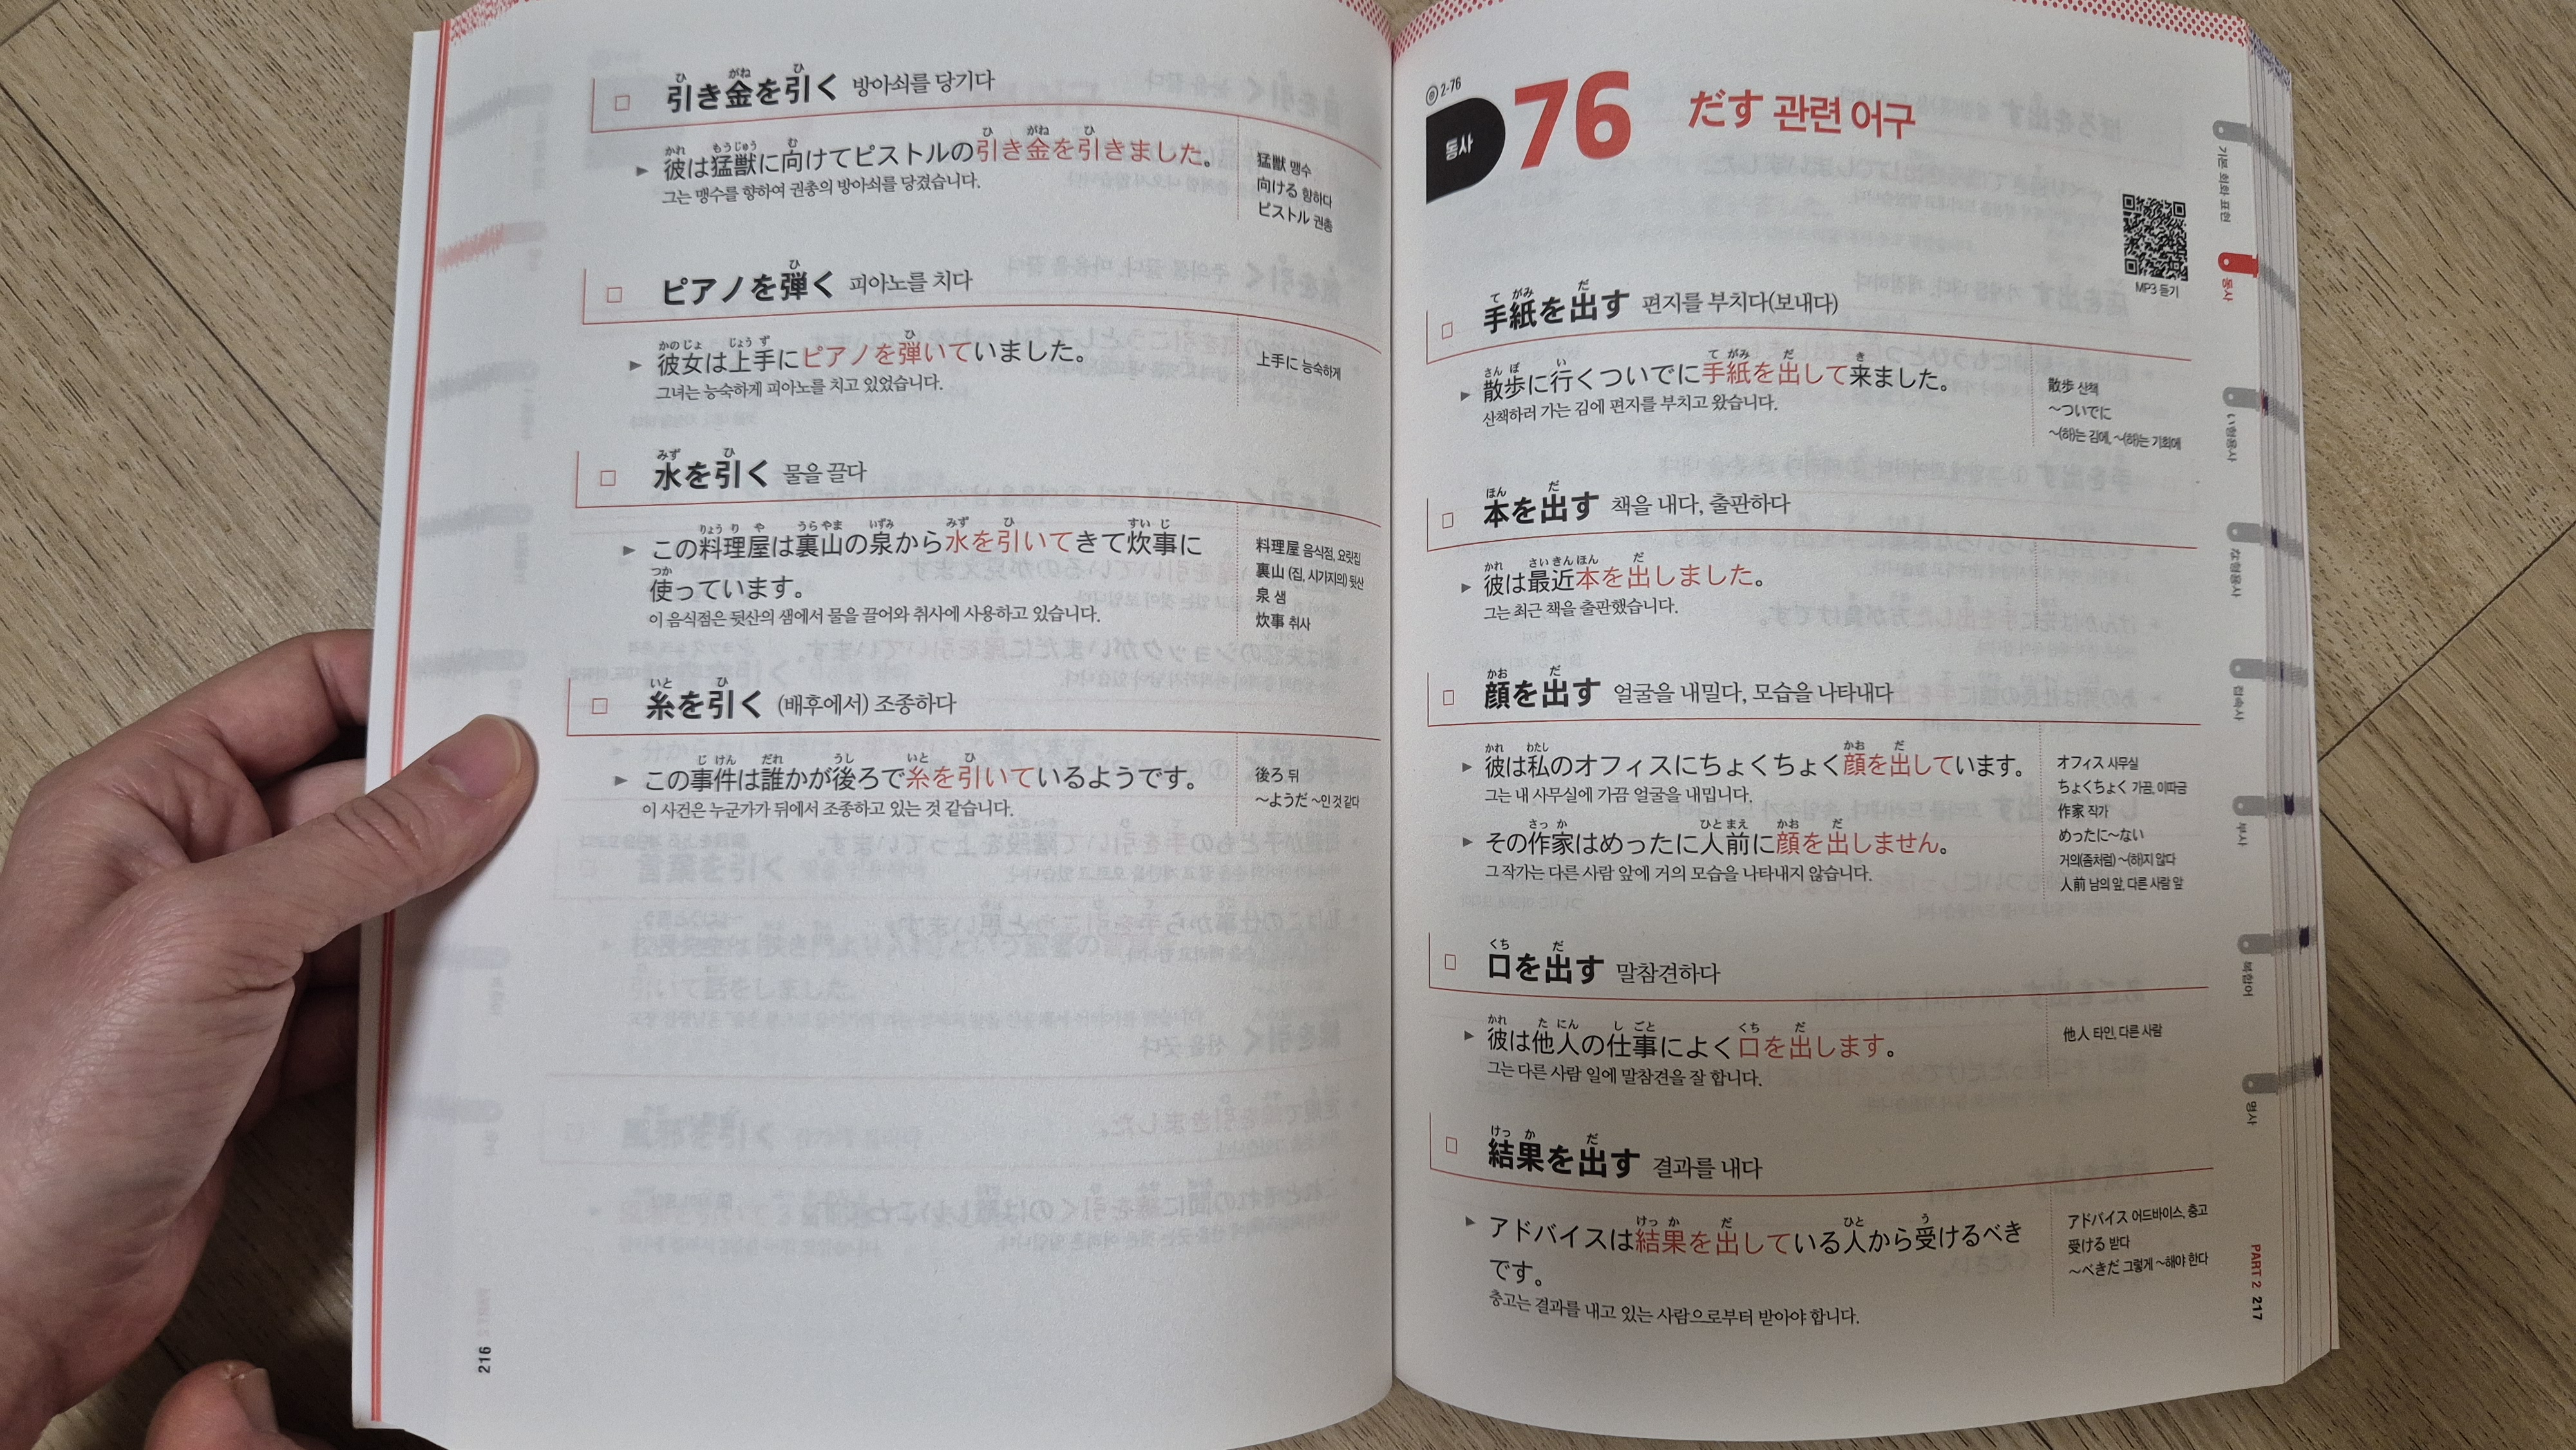 引き金を引く 방아쇠를 당기다
彼は猛獣に向けてピストルの引き金を引きました。
그는 맹수를 향하여 권총의 방아쇠를 당겼습니다.
猛獣 맹수
向ける 향하다
ピストル 권총
ピアノを弾く 피아노를 치다
彼女は上手にピアノを弾いていました。
그녀는 능숙하게 피아노를 치고 있었습니다.
上手に 능숙하게
水を引く 물을 끌다
この料理屋は裏山の泉から水を引いてきて炊事に
使っています。
이 음식점은 뒷산의 샘에서 물을 끌어와 취사에 사용하고 있습니다.
料理屋 음식점, 요릿집
裏山 (집, 시가지의) 뒷산
泉 샘
炊事 취사
糸を引く (배후에서) 조종하다
この事件は誰かが後ろで糸を引いているようです。
이 사건은 누군가가 뒤에서 조종하고 있는 것 같습니다.
後ろ 뒤
～ようだ ~인 것 같다
216
2-76
동사
76 だす 관련 어구
MP3 듣기
手紙を出す 편지를 부치다(보내다)
散歩に行くついでに手紙を出して来ました。
산책하러 가는 김에 편지를 부치고 왔습니다.
散歩 산책
～ついでに
~(하)는 김에, ~(하)는 기회에
本を出す 책을 내다, 출판하다
彼は最近本を出しました。
그는 최근 책을 출판했습니다.
顔を出す 얼굴을 내밀다, 모습을 나타내다
彼は私のオフィスにちょくちょく顔を出しています。
그는 내 사무실에 가끔 얼굴을 내밉니다.
その作家はめったに人前に顔を出しません。
그 작가는 다른 사람 앞에 거의 모습을 나타내지 않습니다.
オフィス 사무실
ちょくちょく 가끔, 이따금
作家 작가
めったに～ない
거의(좀처럼) ~(하)지 않다
人前 남의 앞, 다른 사람 앞
口を出す 말참견하다
彼は他人の仕事によく口を出します。
그는 다른 사람 일에 말참견을 잘 합니다.
他人 타인, 다른 사람
結果を出す 결과를 내다
アドバイスは結果を出している人から受けるべき
です。
충고는 결과를 내고 있는 사람으로부터 받아야 합니다.
アドバイス 어드바이스, 충고
受ける 받다
～べきだ 그렇게 ~해야 한다
기본 회화 표현
동사
い형용사
な형용사
접속사
부사
복합어
명사
PART 2 217